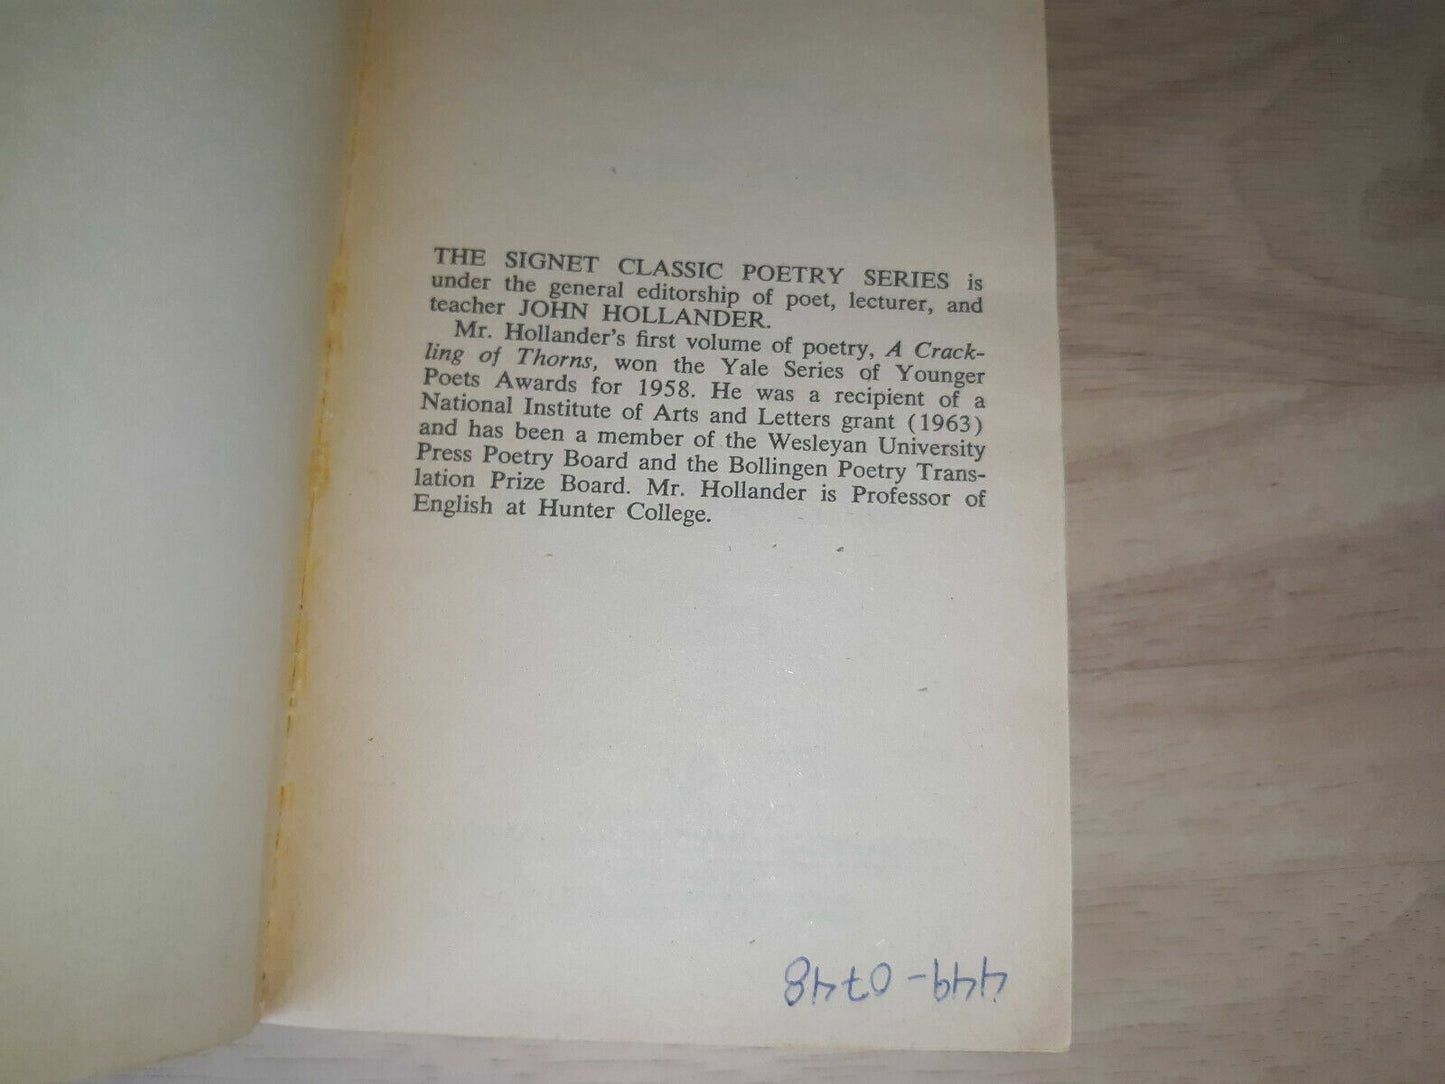 THE SIGNET CLASSIC POETRY SERIES is
under the general editorship of poet, lecturer, and
teacher JOHN HOLLANDER.
Mr. Hollander's first volume of poetry, A Crack-
ling of Thorns, won the Yale Series of Younger
Poets Awards for 1958. He was a recipient of a
National Institute of Arts and Letters grant (1963)
and has been a member of the Wesleyan University
Press Poetry Board and the Bollingen Poetry Trans-
lation Prize Board. Mr. Hollander is Professor of
English at Hunter College.
449-0748